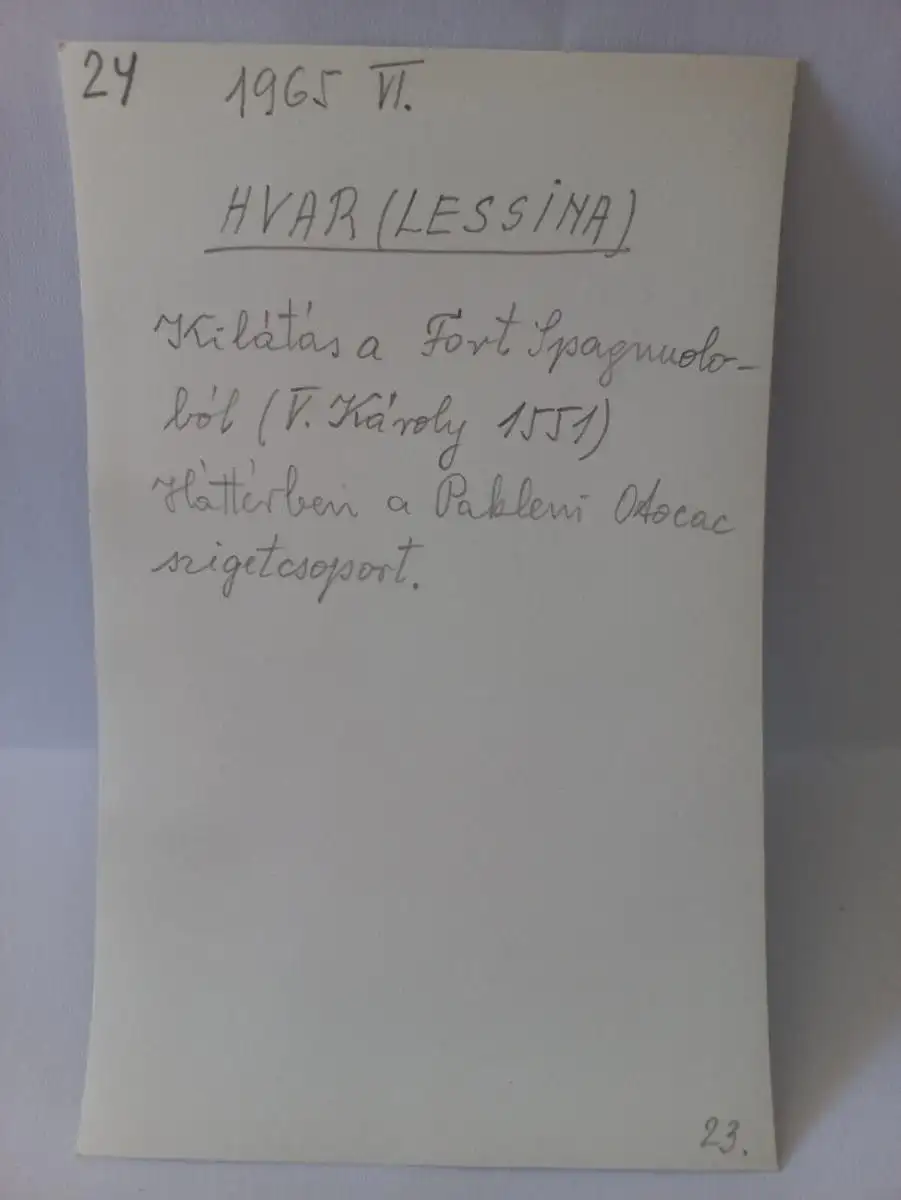 24 1965 VI.
HVAR (LESSINA)
Kilátás a Fort Spagnuolo-
ból (V. Károly 1551)
Háttérben a Pakleni Otocac
szigetcsoport.
23.